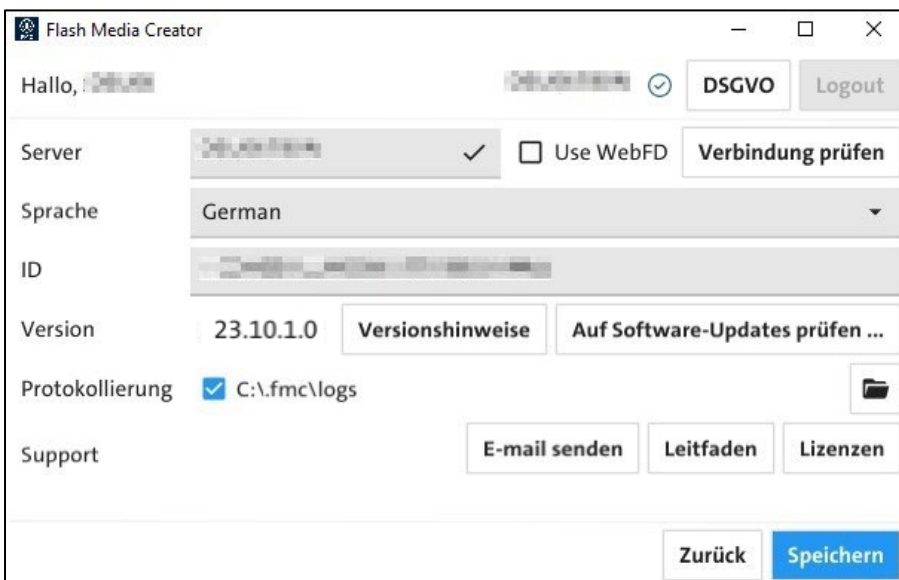 Flash Media Creator
Hallo,
DSGVO Logout
Server Use WebFD Verbindung prüfen
Sprache German
ID
Version 23.10.1.0 Versionshinweise Auf Software-Updates prüfen ...
Protokollierung C:\.fmc\logs
Support E-mail senden Leitfaden Lizenzen
Zurück Speichern